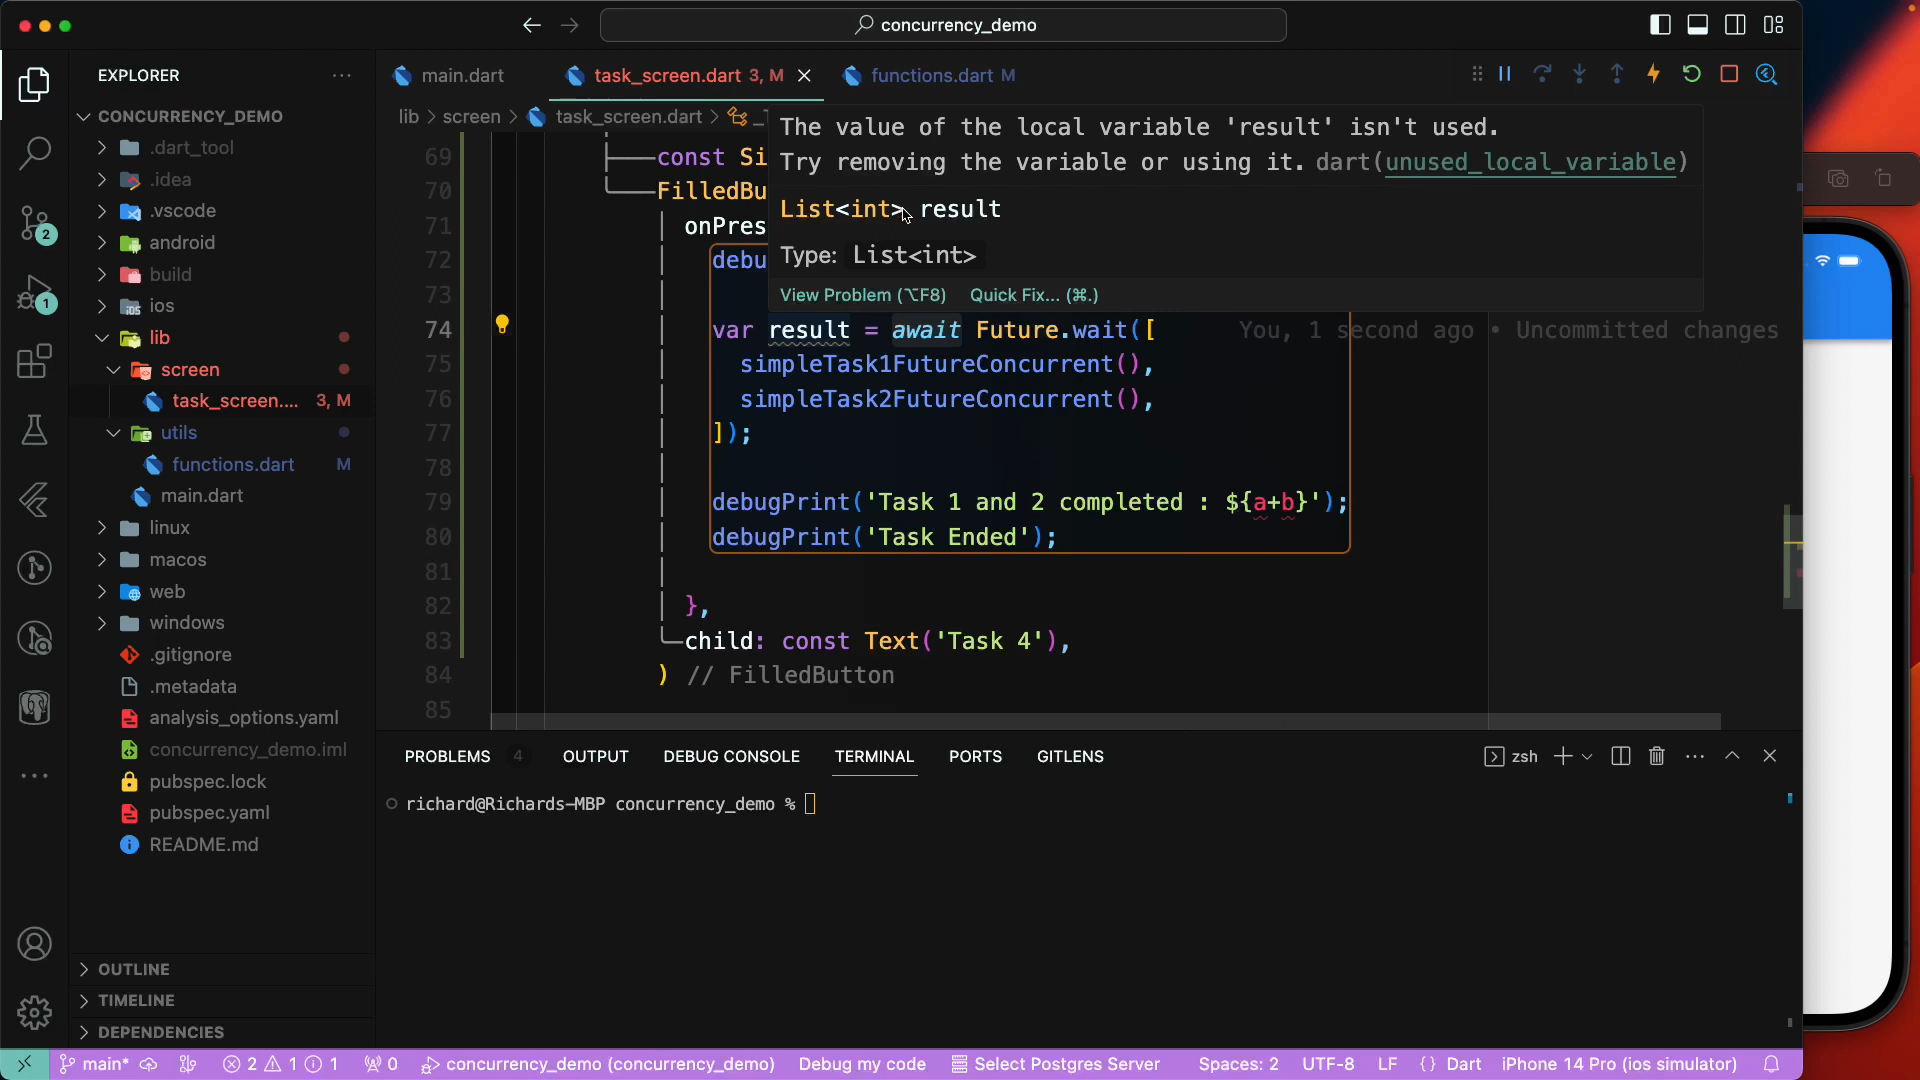 concurrency_demo
EXPLORER
main.dart
task_screen.dart 3, M
functions.dart M
CONCURRENCY_DEMO
.dart_tool
.idea
.vscode
android
build
ios
lib
screen
task_screen.... 3, M
utils
functions.dart M
main.dart
linux
macos
web
windows
.gitignore
.metadata
analysis_options.yaml
concurrency_demo.iml
pubspec.lock
pubspec.yaml
README.md
OUTLINE
TIMELINE
DEPENDENCIES
2
1
lib > screen > task_screen.dart >
The value of the local variable 'result' isn't used.
Try removing the variable or using it. dart(unused_local_variable)
List<int> result
Type: List<int>
View Problem (⌥F8) Quick Fix... (⌘.)
69 const Si
70 FilledBu
71 onPres
72 debu
73
74 var result = await Future.wait([ You, 1 second ago • Uncommitted changes
75 simpleTask1FutureConcurrent(),
76 simpleTask2FutureConcurrent(),
77 ]);
78
79 debugPrint('Task 1 and 2 completed : ${a+b}');
80 debugPrint('Task Ended');
81
82 },
83 child: const Text('Task 4'),
84 ) // FilledButton
85
PROBLEMS 4 OUTPUT DEBUG CONSOLE TERMINAL PORTS GITLENS
zsh
richard@Richards-MBP concurrency_demo %
main* 2 1 1 0 concurrency_demo (concurrency_demo) Debug my code Select Postgres Server Spaces: 2 UTF-8 LF {} Dart iPhone 14 Pro (ios simulator)